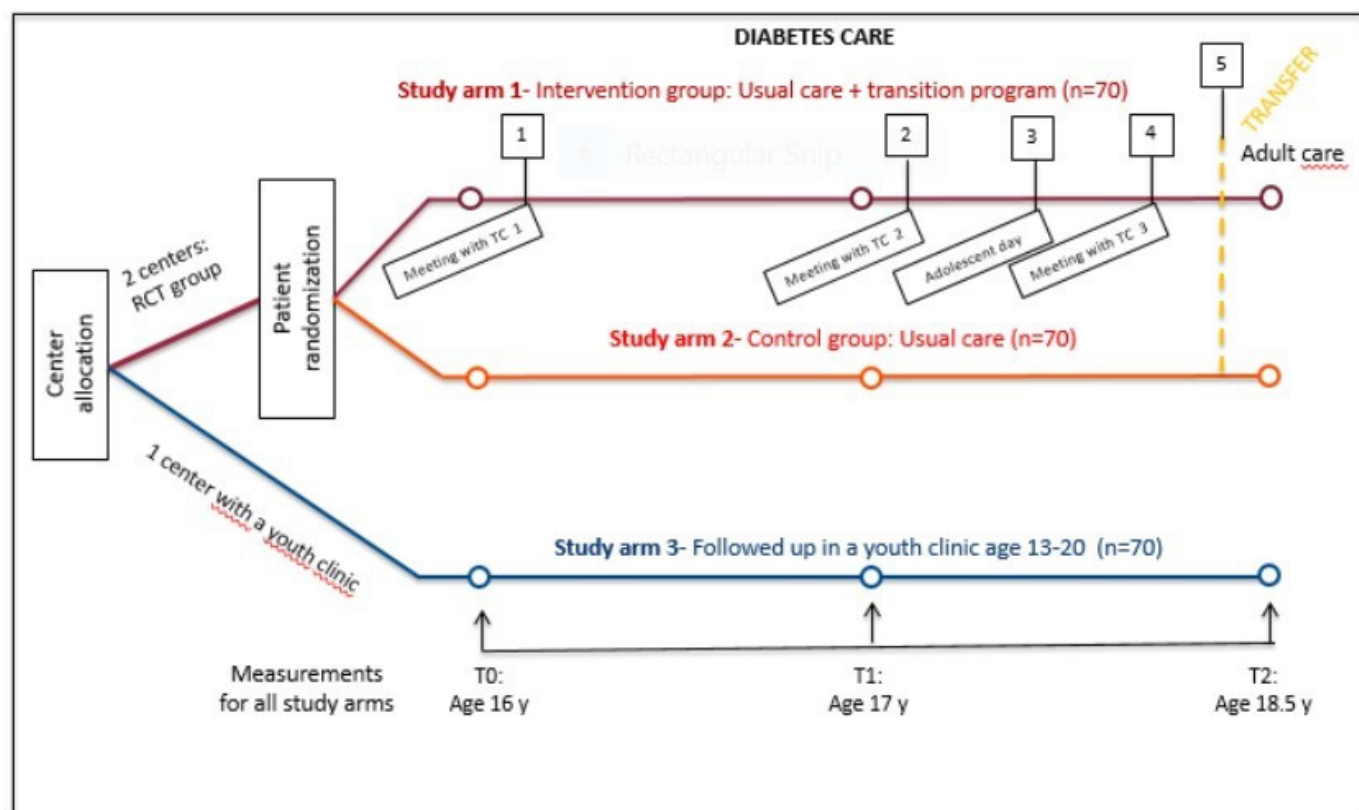 DIABETES CARE
Study arm 1- Intervention group: Usual care + transition program (n=70)
1
2
3
4
5
TRANSFER
Adult care
Rectangular Snip
Meeting with TC 1
Meeting with TC 2
Adolescent day
Meeting with TC 3
Center
allocation
2 centers:
RCT group
Patient
randomization
Study arm 2- Control group: Usual care (n=70)
1 center with a youth clinic
Study arm 3- Followed up in a youth clinic age 13-20 (n=70)
Measurements
for all study arms
T0:
Age 16 y
T1:
Age 17 y
T2:
Age 18.5 y